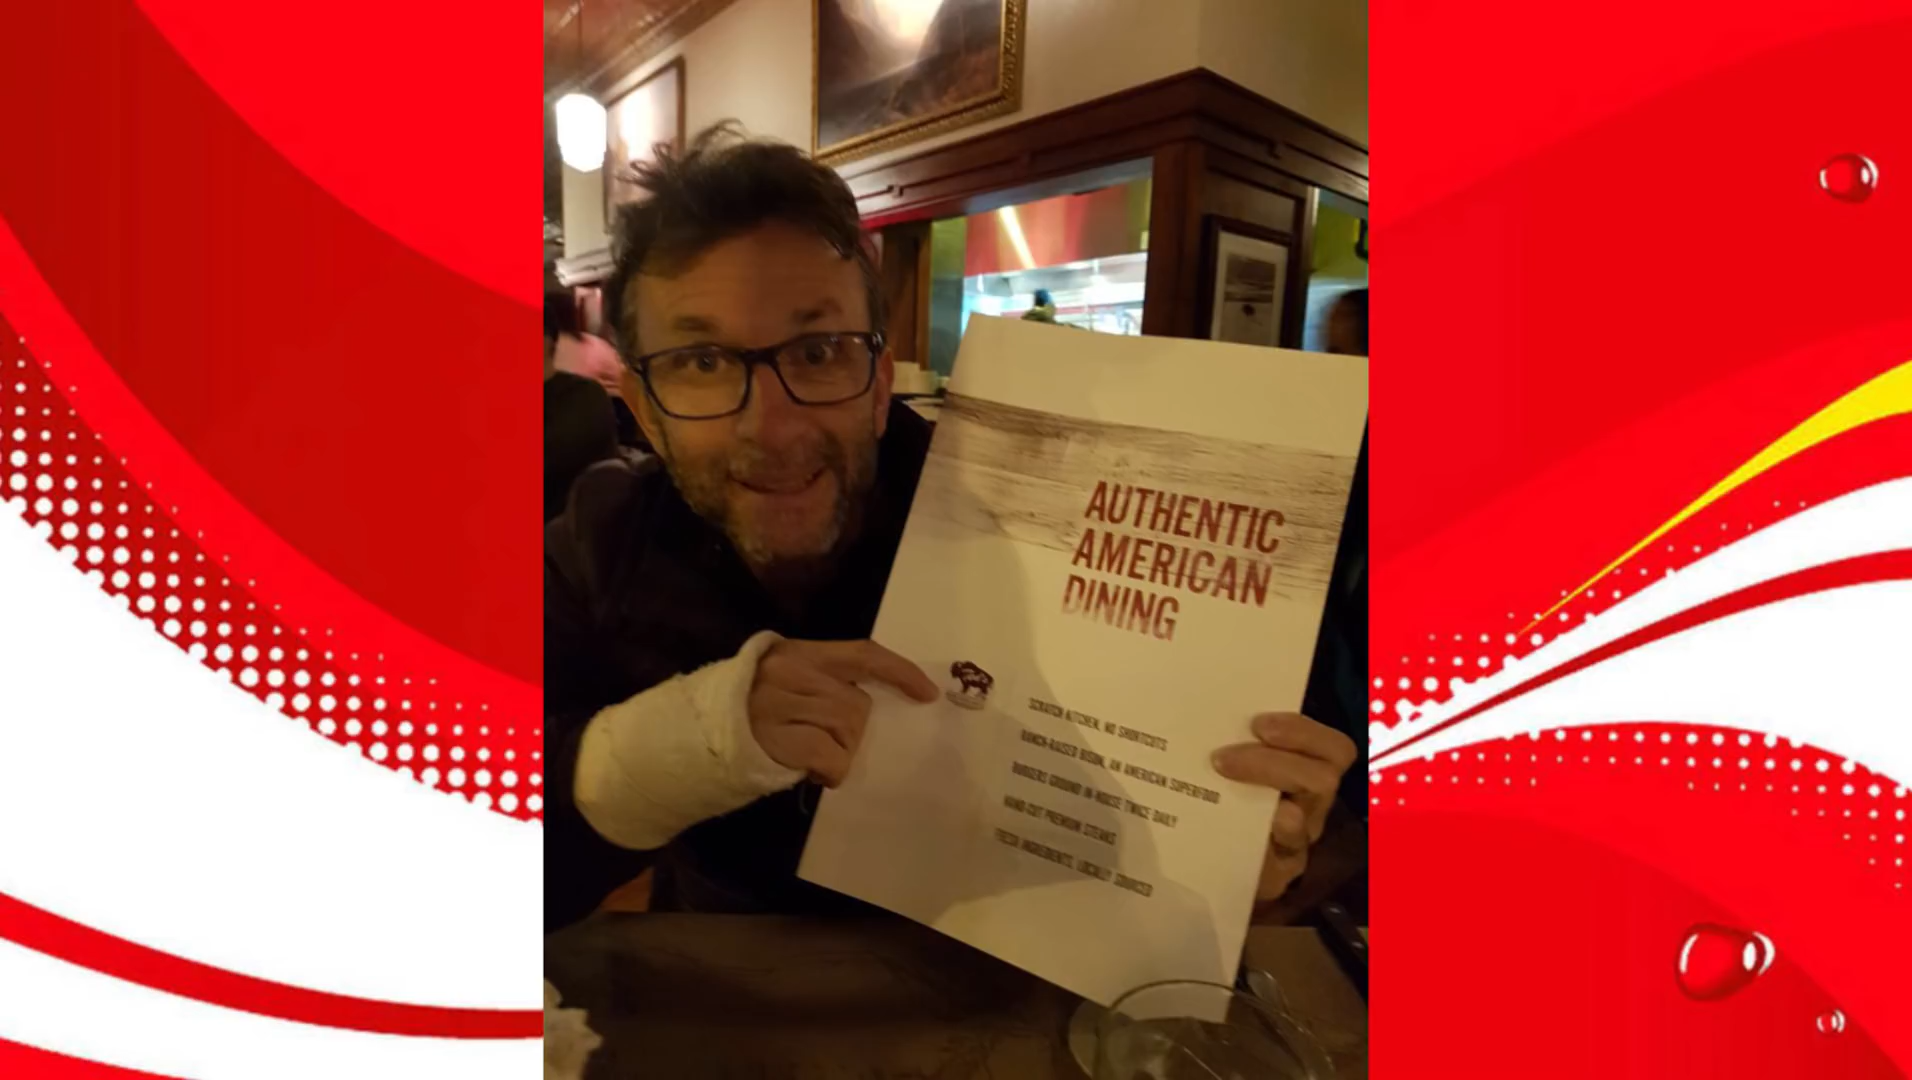 AUTHENTIC
AMERICAN
DINING
SCRATCH KITCHEN, NO SHORTCUTS
RANCH-RAISED BISON, AN AMERICAN SUPERFOOD
BURGERS GROUND IN-HOUSE TWICE DAILY
HAND-CUT PREMIUM STEAKS
FRESH INGREDIENTS, LOCALLY SOURCED